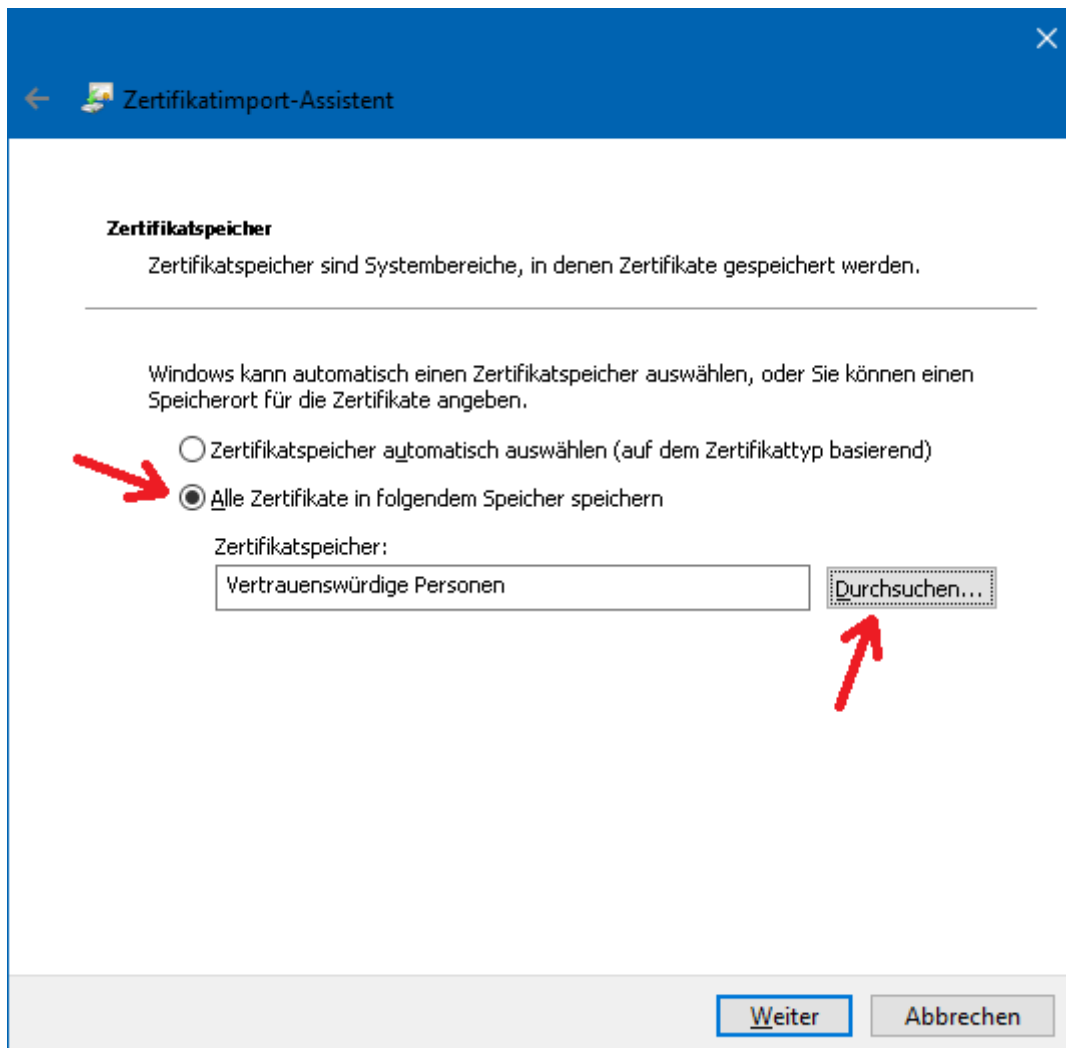 Zertifikatimport-Assistent
Zertifikatspeicher
Zertifikatspeicher sind Systembereiche, in denen Zertifikate gespeichert werden.
Windows kann automatisch einen Zertifikatspeicher auswählen, oder Sie können einen
Speicherort für die Zertifikate angeben.
Zertifikatspeicher automatisch auswählen (auf dem Zertifikattyp basierend)
Alle Zertifikate in folgendem Speicher speichern
Zertifikatspeicher:
Vertrauenswürdige Personen
Durchsuchen...
Weiter
Abbrechen